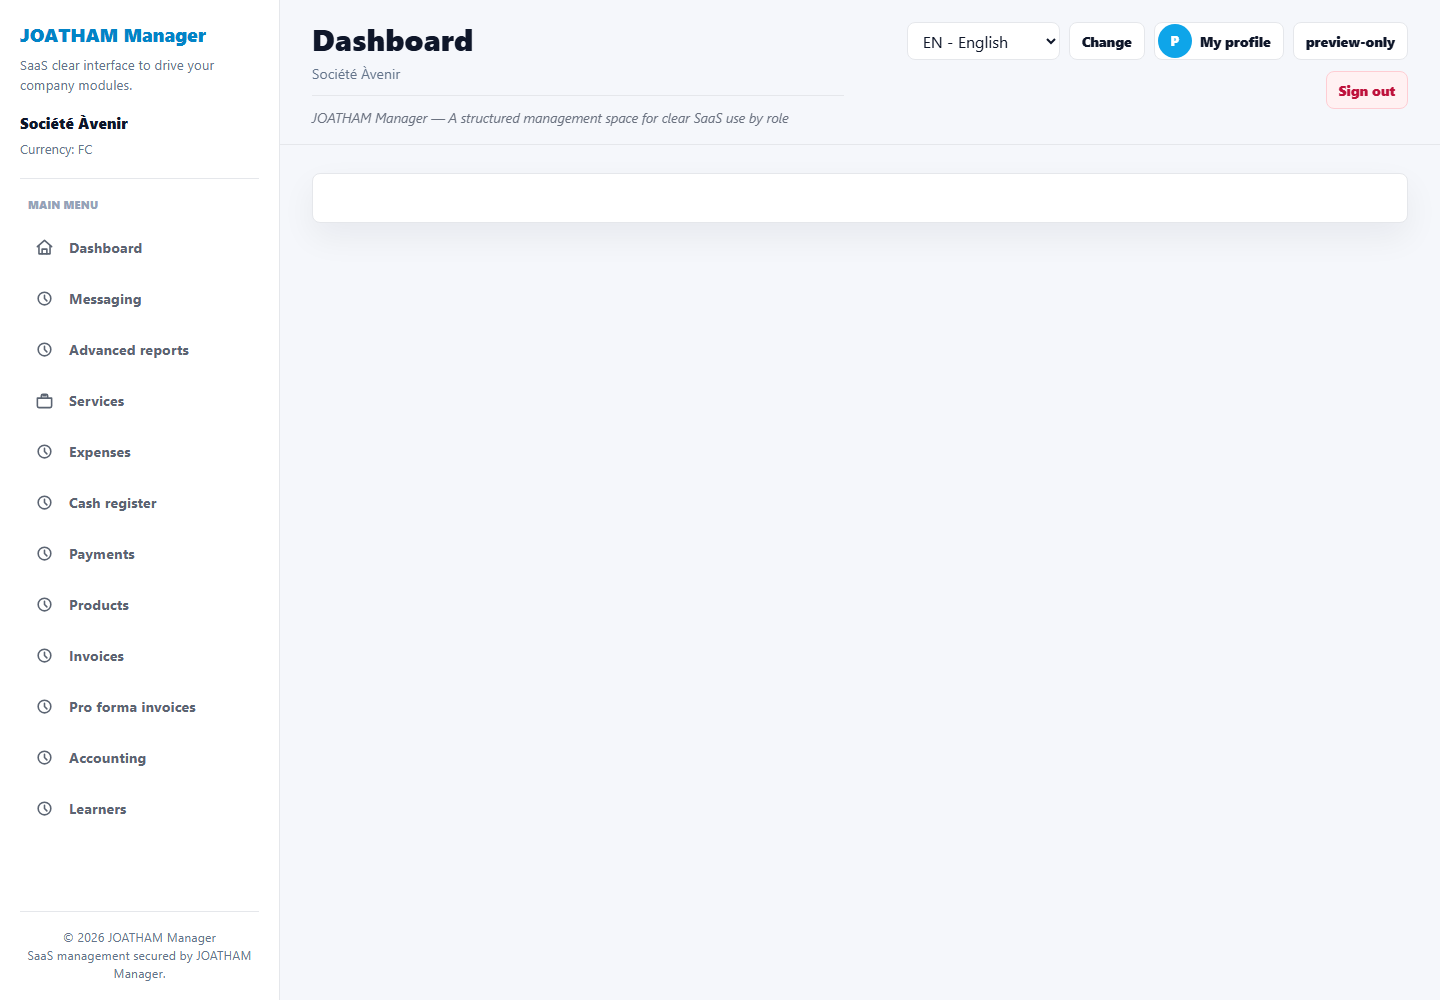 JOATHAM Manager
SaaS clear interface to drive your
company modules.
Société Àvenir
Currency: FC
MAIN MENU
Dashboard
Messaging
Advanced reports
Services
Expenses
Cash register
Payments
Products
Invoices
Pro forma invoices
Accounting
Learners
© 2026 JOATHAM Manager
SaaS management secured by JOATHAM
Manager.
Dashboard
Société Àvenir
JOATHAM Manager — A structured management space for clear SaaS use by role
EN - English
Change
P
My profile
preview-only
Sign out